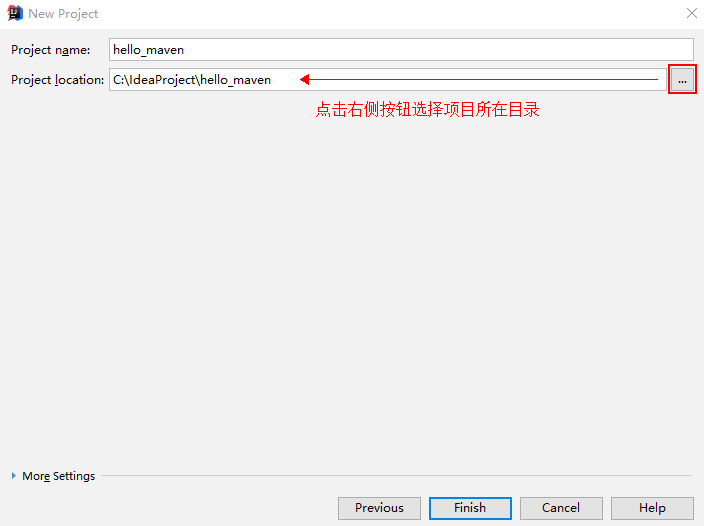 New Project
Project name: hello_maven
Project location: C:\IdeaProject\hello_maven ...
点击右侧按钮选择项目所在目录
More Settings
Previous Finish Cancel Help